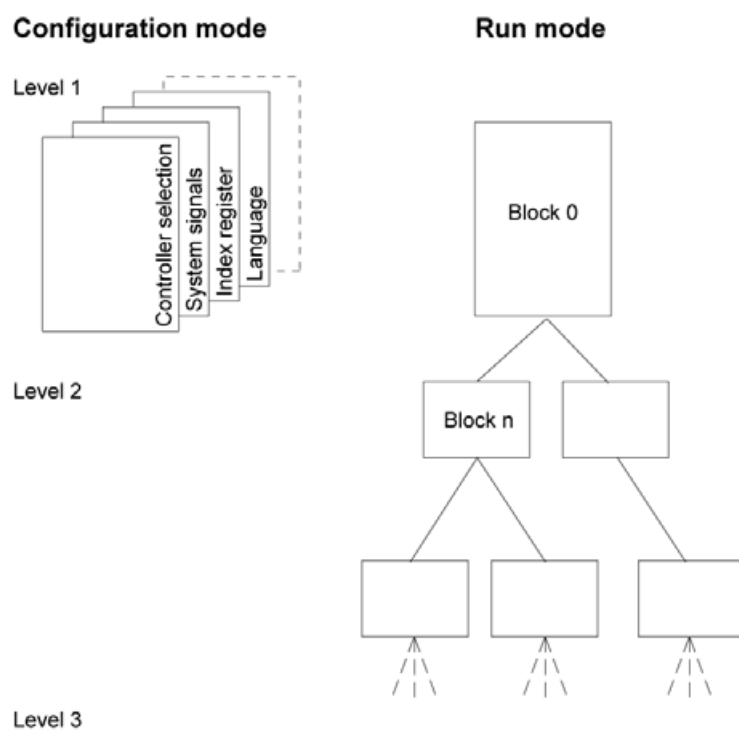 Configuration mode
Run mode
Level 1
Controller selection
System signals
Index register
Language
Block 0
Level 2
Block n
Level 3